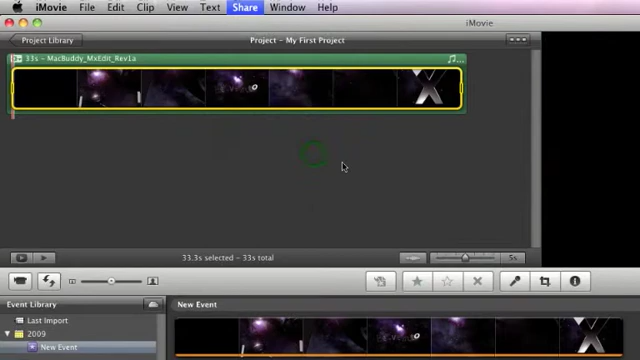 iMovie File Edit Clip View Text Share Window Help
iMovie
Project Library Project - My First Project
33s - MacBuddy_MxEdit_Rev1a
X
33.3s selected - 33s total 5s
Event Library New Event
Last Import
2009
New Event
X